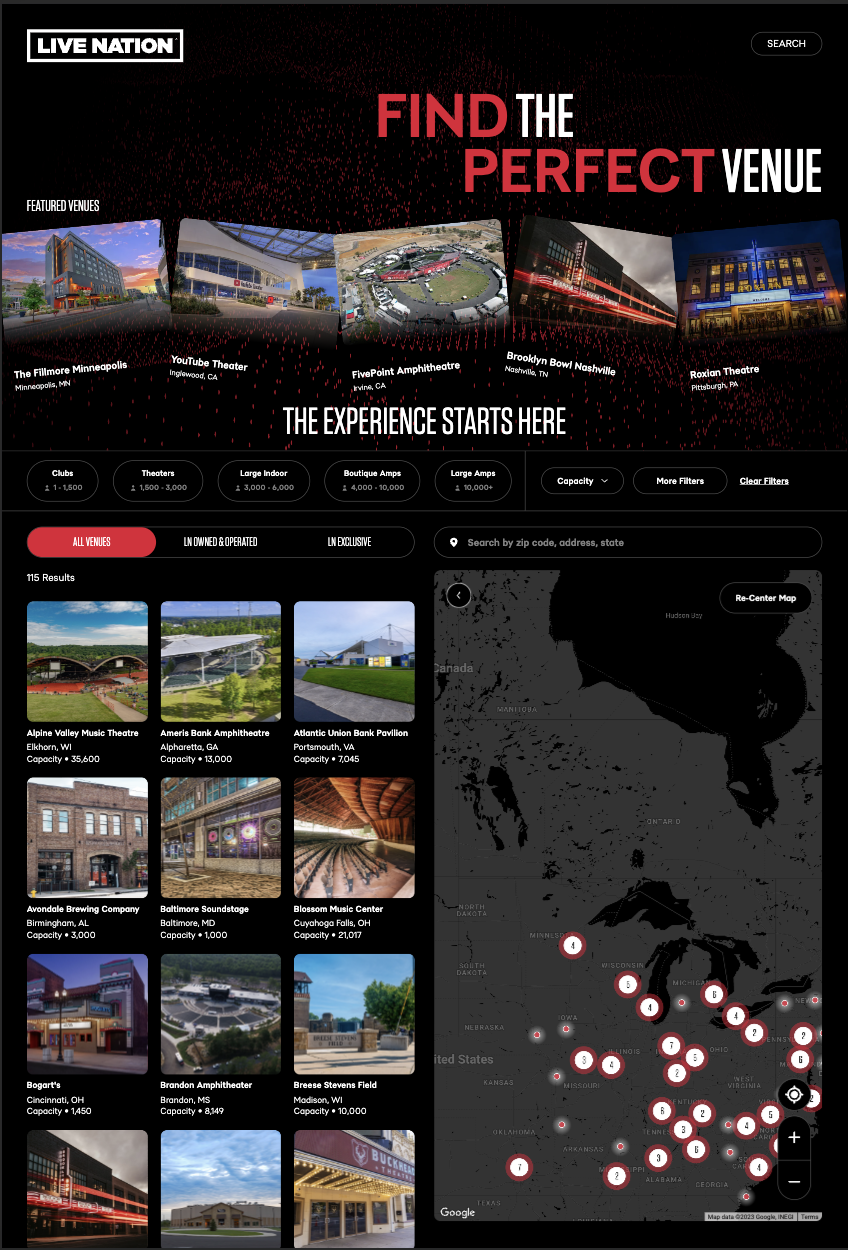 LIVE NATION
SEARCH
FIND THE
PERFECT VENUE
FEATURED VENUES
The Fillmore Minneapolis
Minneapolis, MN
YouTube Theater
Inglewood, CA
FivePoint Amphitheatre
Irvine, CA
Brooklyn Bowl Nashville
Nashville, TN
Roxian Theatre
Pittsburgh, PA
THE EXPERIENCE STARTS HERE
Clubs
1 - 1,500
Theaters
1,500 - 3,000
Large Indoor
3,000 - 6,000
Boutique Amps
4,000 - 10,000
Large Amps
10,000+
Capacity
More Filters
Clear Filters
ALL VENUES
LN OWNED & OPERATED
LN EXCLUSIVE
Search by zip code, address, state
115 Results
Alpine Valley Music Theatre
Elkhorn, WI
Capacity • 35,600
Ameris Bank Amphitheatre
Alpharetta, GA
Capacity • 13,000
Atlantic Union Bank Pavilion
Portsmouth, VA
Capacity • 7,045
Avondale Brewing Company
Birmingham, AL
Capacity • 3,000
Baltimore Soundstage
Baltimore, MD
Capacity • 1,000
Blossom Music Center
Cuyahoga Falls, OH
Capacity • 21,017
BREESE STEVENS
FIELD
Bogart's
Cincinnati, OH
Capacity • 1,450
Brandon Amphitheater
Brandon, MS
Capacity • 8,149
Breese Stevens Field
Madison, WI
Capacity • 10,000
BUCKHEAD
THEATRE
Re-Center Map
Hudson Bay
Canada
MANITOBA
ONTARIO
NORTH
DAKOTA
4
SOUTH
DAKOTA
WISCONSIN
5
MICHIGAN
6
4
4
IOWA
2
2
NEBRASKA
7
5
OHIO
6
ited States
3
4
ILLINOIS
2
KANSAS
MISSOURI
WEST
VIRGINIA
2
6
KENTUCKY
2
5
3
4
OKLAHOMA
ARKANSAS
6
3
7
2
4
ALABAMA
GEORGIA
TEXAS
Google
Map data ©2023 Google, INEGI
Terms